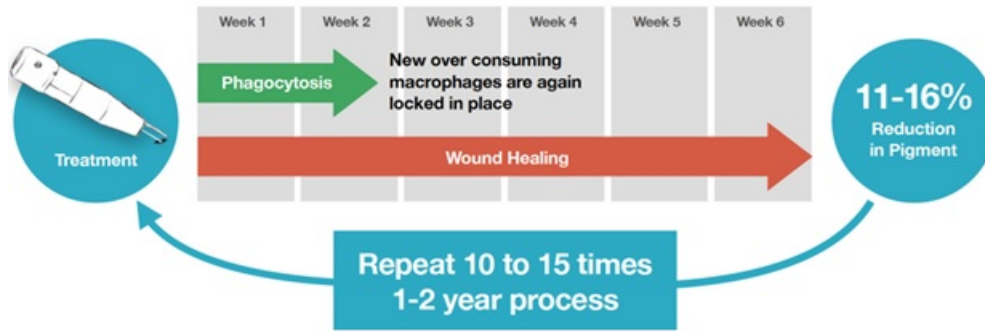 Week 1 Week 2 Week 3 Week 4 Week 5 Week 6
Treatment
Phagocytosis
New over consuming
macrophages are again
locked in place
Wound Healing
11-16%
Reduction
in Pigment
Repeat 10 to 15 times
1-2 year process